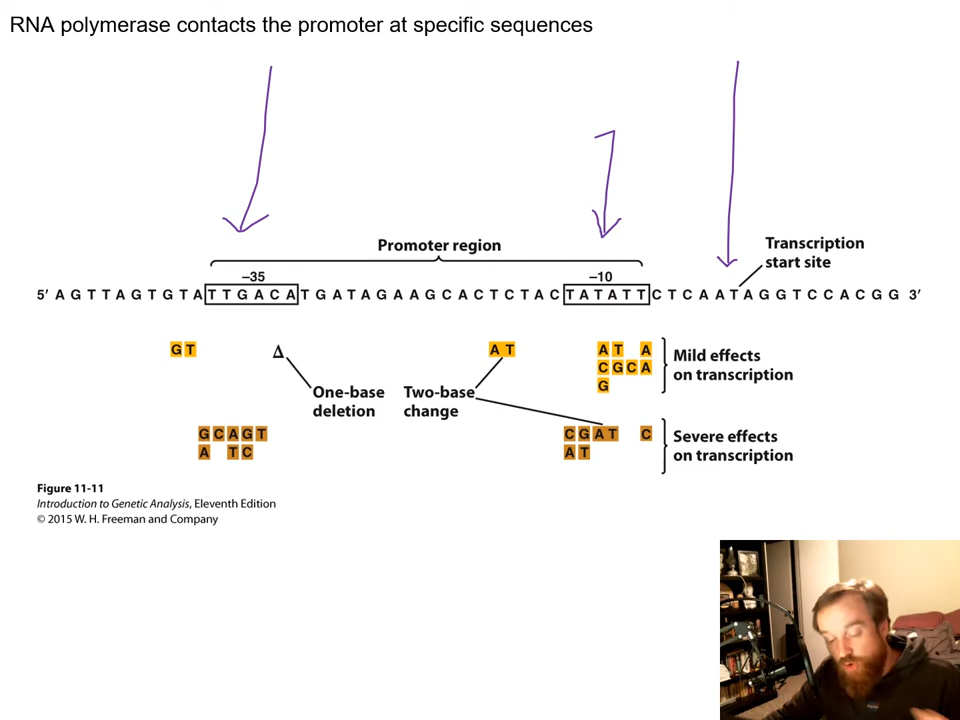 RNA polymerase contacts the promoter at specific sequences
Promoter region
Transcription
start site
–35
–10
5′ A G T T A G T G T A T T G A C A T G A T A G A A G C A C T C T A C T A T A T T C T C A A T A G G T C C A C G G 3′
G T
Δ
A T
A T A
C G C A
G
Mild effects
on transcription
One-base
deletion
Two-base
change
G C A G T
A T C
C G A T C
A T
Severe effects
on transcription
Figure 11-11
Introduction to Genetic Analysis, Eleventh Edition
© 2015 W. H. Freeman and Company